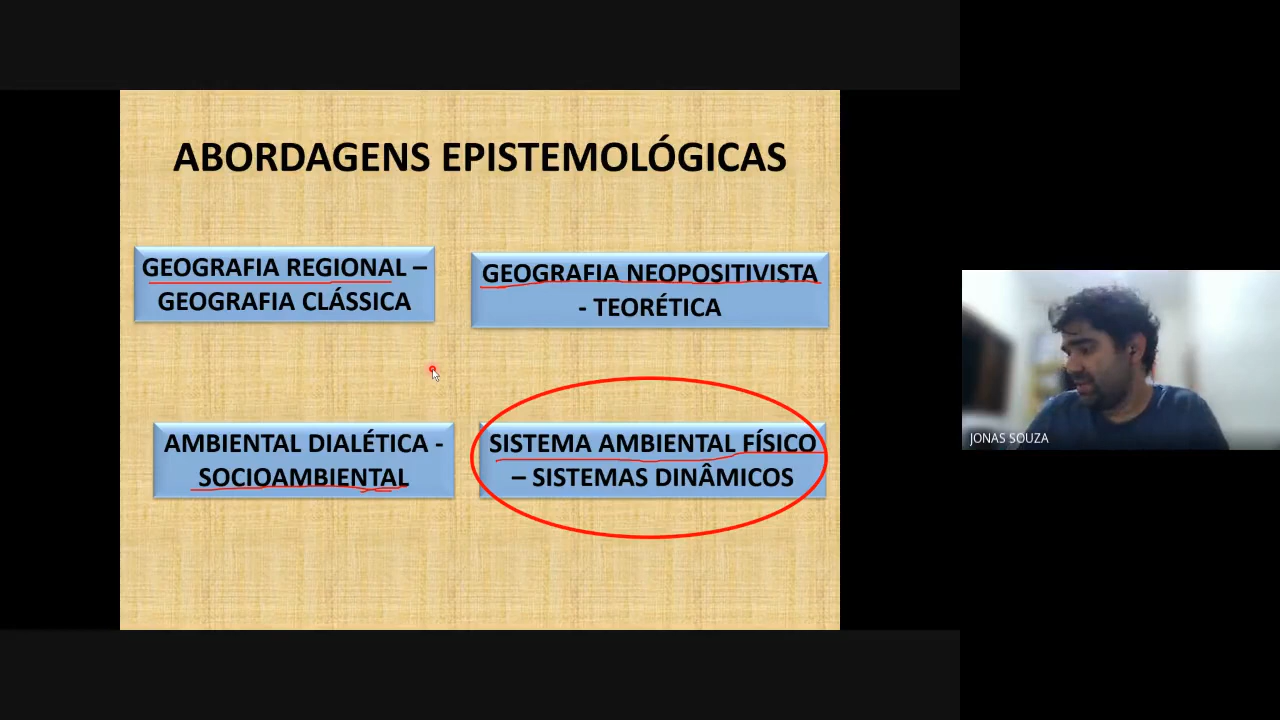 ABORDAGENS EPISTEMOLÓGICAS
GEOGRAFIA REGIONAL –
GEOGRAFIA CLÁSSICA
GEOGRAFIA NEOPOSITIVISTA
- TEORÉTICA
AMBIENTAL DIALÉTICA -
SOCIOAMBIENTAL
SISTEMA AMBIENTAL FÍSICO
– SISTEMAS DINÂMICOS
JONAS SOUZA